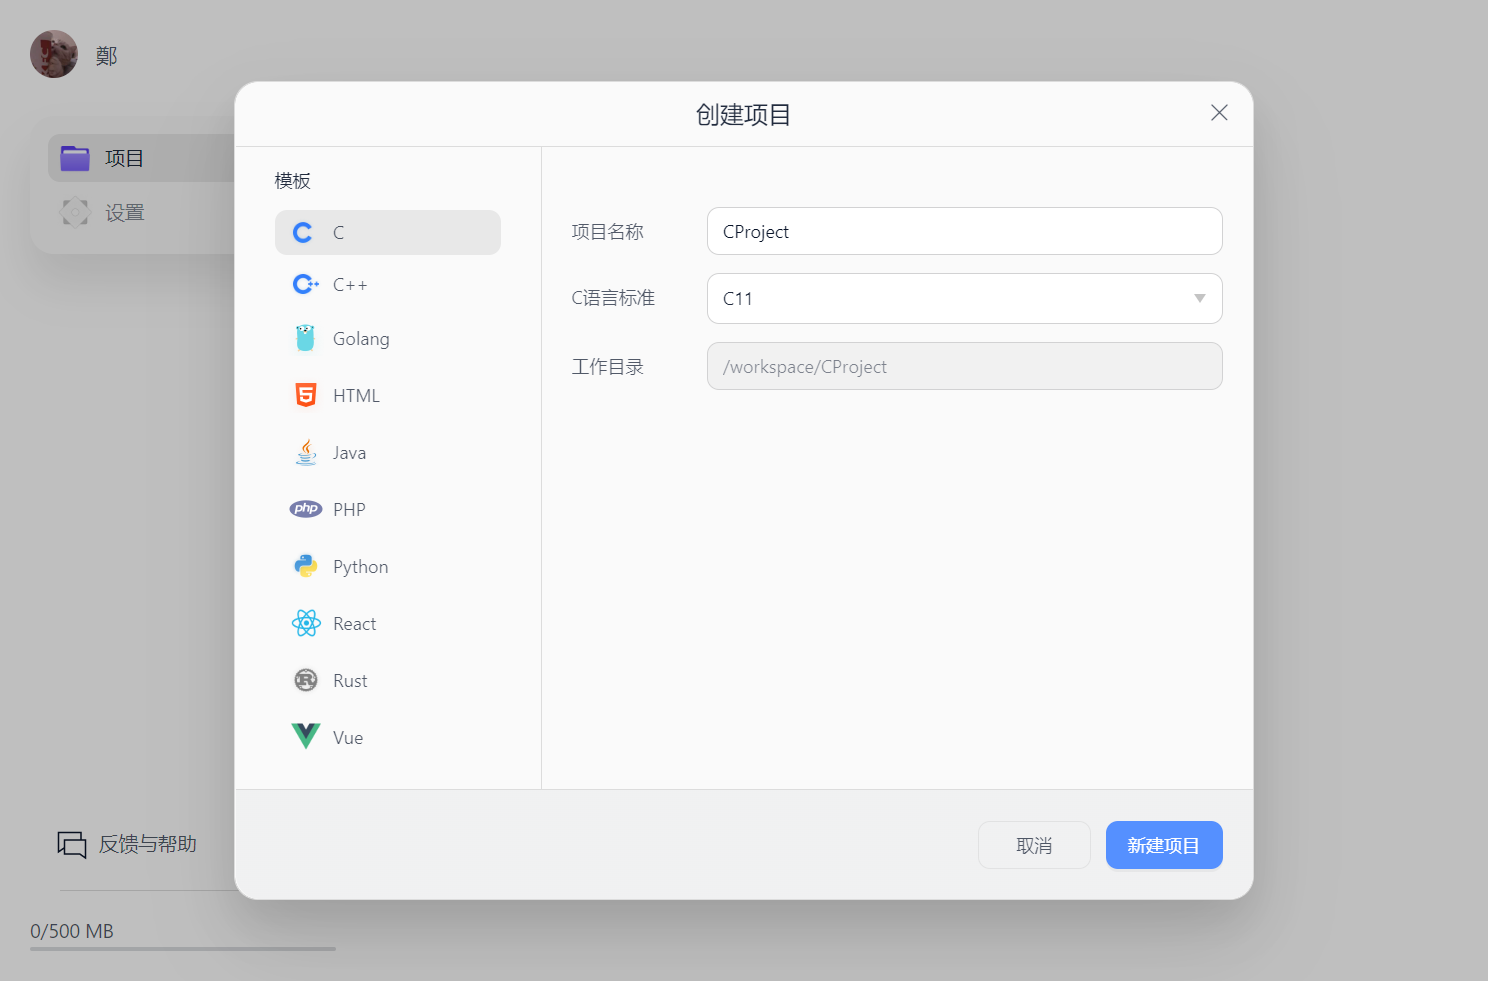 鄭
项目
设置
反馈与帮助
0/500 MB
创建项目
模板
C
C++
Golang
HTML
Java
php PHP
Python
React
Rust
Vue
项目名称 CProject
C语言标准 C11
工作目录 /workspace/CProject
取消 新建项目